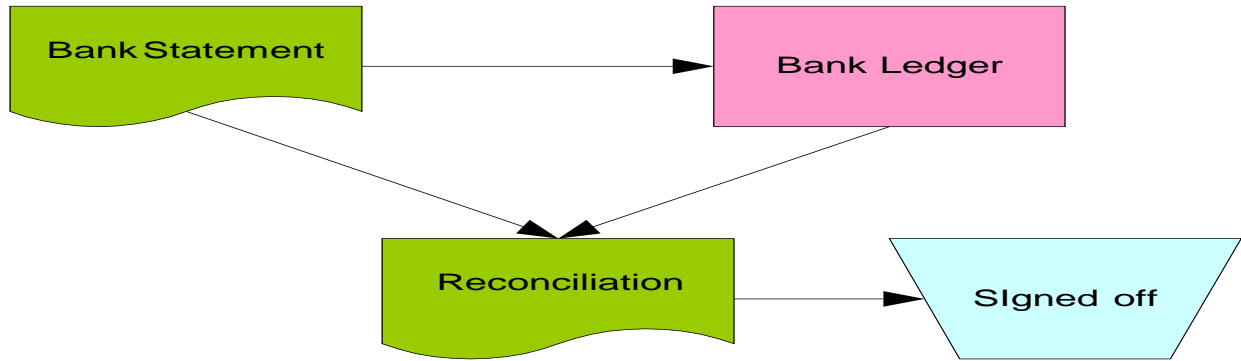 Bank Statement
Bank Ledger
Reconciliation
SIgned off